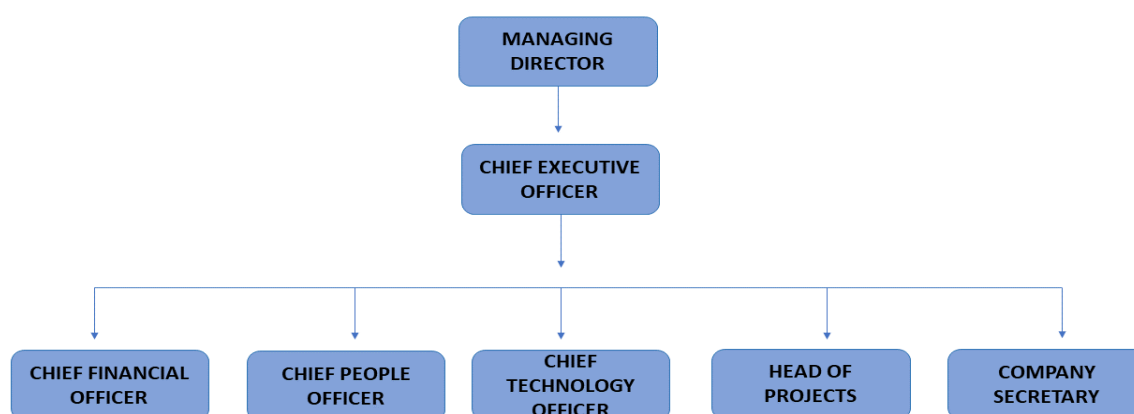 MANAGING
DIRECTOR
CHIEF EXECUTIVE
OFFICER
CHIEF FINANCIAL
OFFICER
CHIEF PEOPLE
OFFICER
CHIEF
TECHNOLOGY
OFFICER
HEAD OF
PROJECTS
COMPANY
SECRETARY